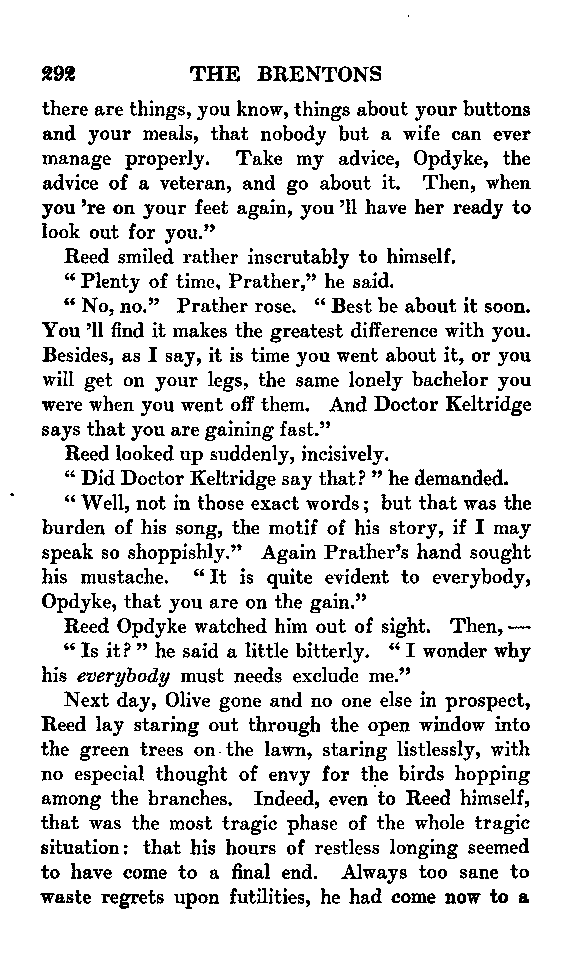 292 THE BRENTONS
there are things, you know, things about your buttons
and your meals, that nobody but a wife can ever
manage properly. Take my advice, Opdyke, the
advice of a veteran, and go about it. Then, when
you 're on your feet again, you 'll have her ready to
look out for you."
Reed smiled rather inscrutably to himself.
" Plenty of time, Prather," he said.
" No, no." Prather rose. " Best be about it soon.
You 'll find it makes the greatest difference with you.
Besides, as I say, it is time you went about it, or you
will get on your legs, the same lonely bachelor you
were when you went off them. And Doctor Keltridge
says that you are gaining fast."
Reed looked up suddenly, incisively.
" Did Doctor Keltridge say that? " he demanded.
" Well, not in those exact words; but that was the
burden of his song, the motif of his story, if I may
speak so shoppishly." Again Prather's hand sought
his mustache. " It is quite evident to everybody,
Opdyke, that you are on the gain."
Reed Opdyke watched him out of sight. Then, —
" Is it? " he said a little bitterly. " I wonder why
his everybody must needs exclude me."
Next day, Olive gone and no one else in prospect,
Reed lay staring out through the open window into
the green trees on the lawn, staring listlessly, with
no especial thought of envy for the birds hopping
among the branches. Indeed, even to Reed himself,
that was the most tragic phase of the whole tragic
situation: that his hours of restless longing seemed
to have come to a final end. Always too sane to
waste regrets upon futilities, he had come now to a